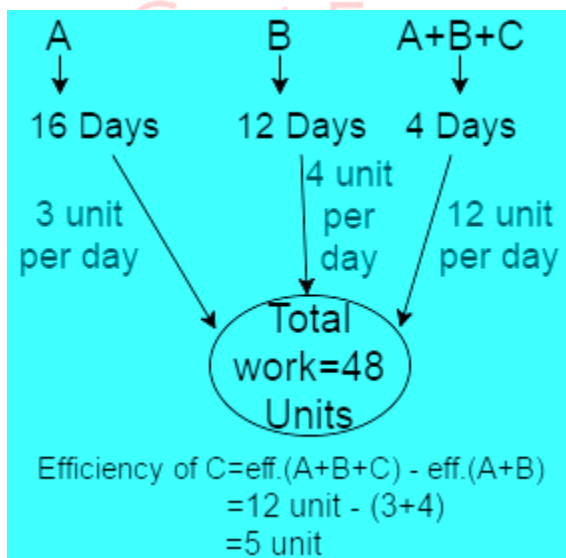 A B A+B+C
16 Days 12 Days 4 Days
3 unit
per day
4 unit
per
day
12 unit
per day
Total
work=48
Units
Efficiency of C=eff.(A+B+C) - eff.(A+B)
=12 unit - (3+4)
=5 unit